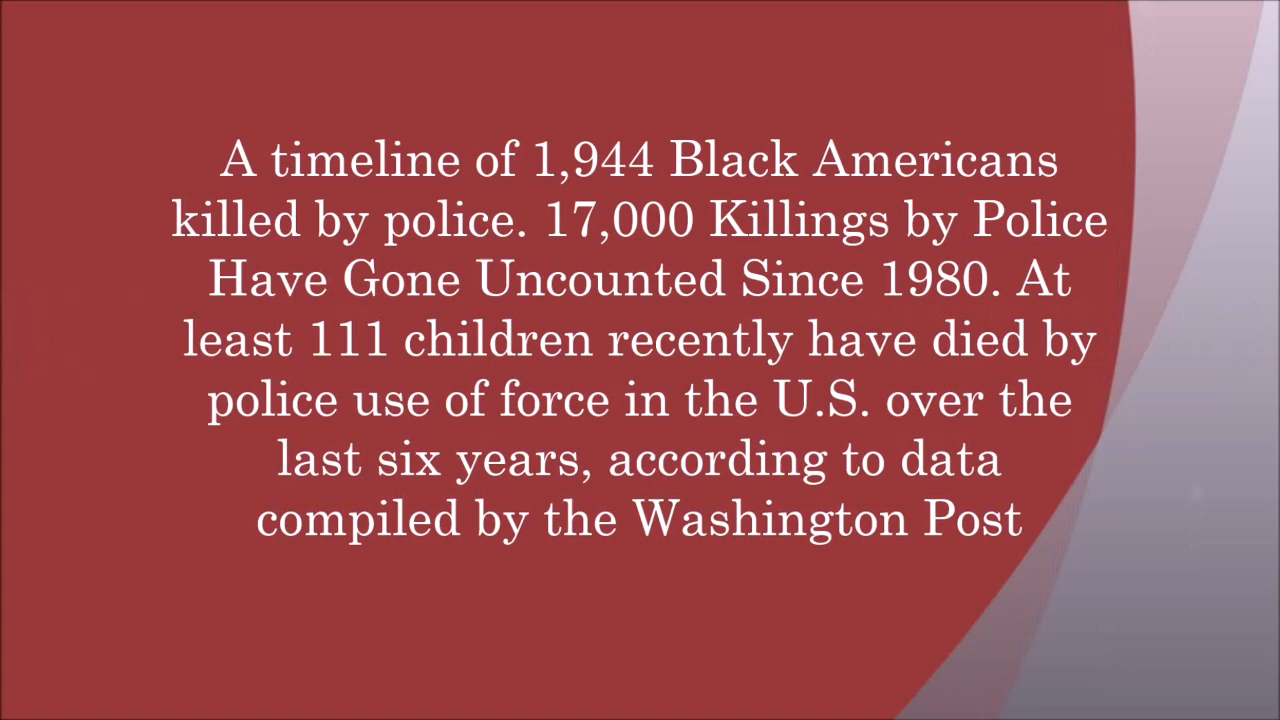 A timeline of 1,944 Black Americans
killed by police. 17,000 Killings by Police
Have Gone Uncounted Since 1980. At
least 111 children recently have died by
police use of force in the U.S. over the
last six years, according to data
compiled by the Washington Post